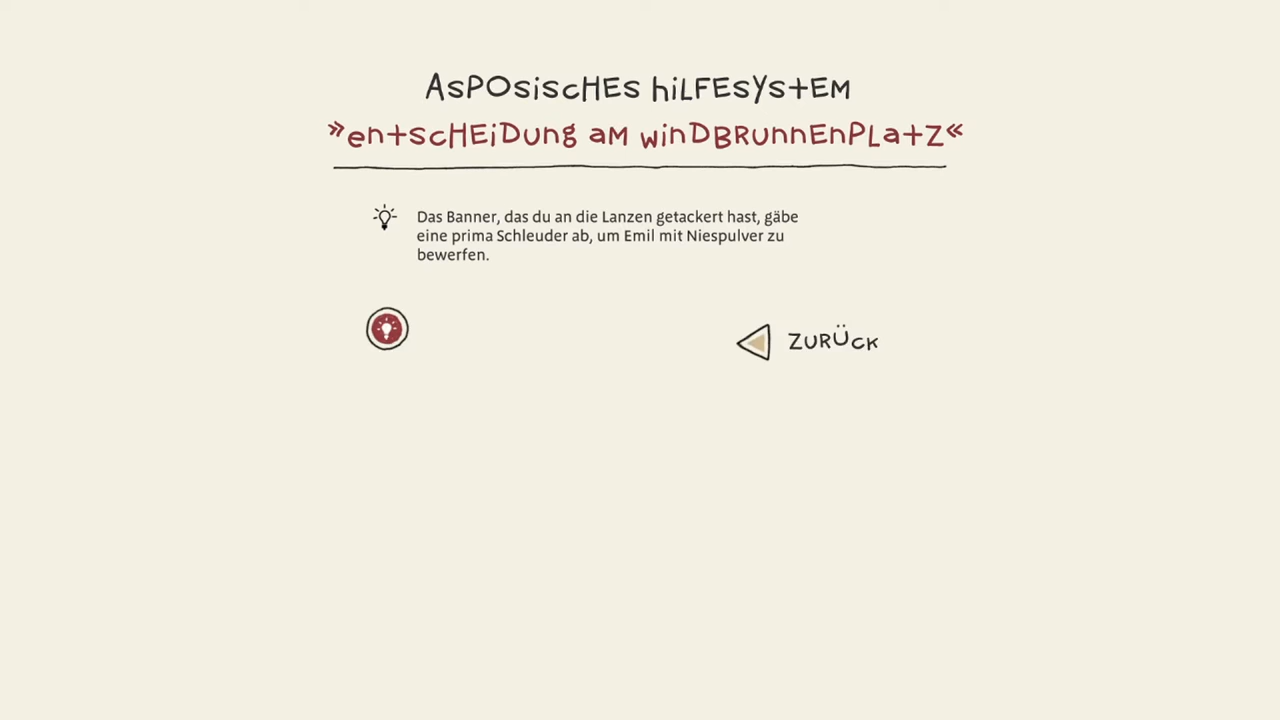 Asposisches Hilfesystem
»Entscheidung am Windbrunnenplatz«
Das Banner, das du an die Lanzen getackert hast, gäbe
eine prima Schleuder ab, um Emil mit Niespulver zu
bewerfen.
Zurück